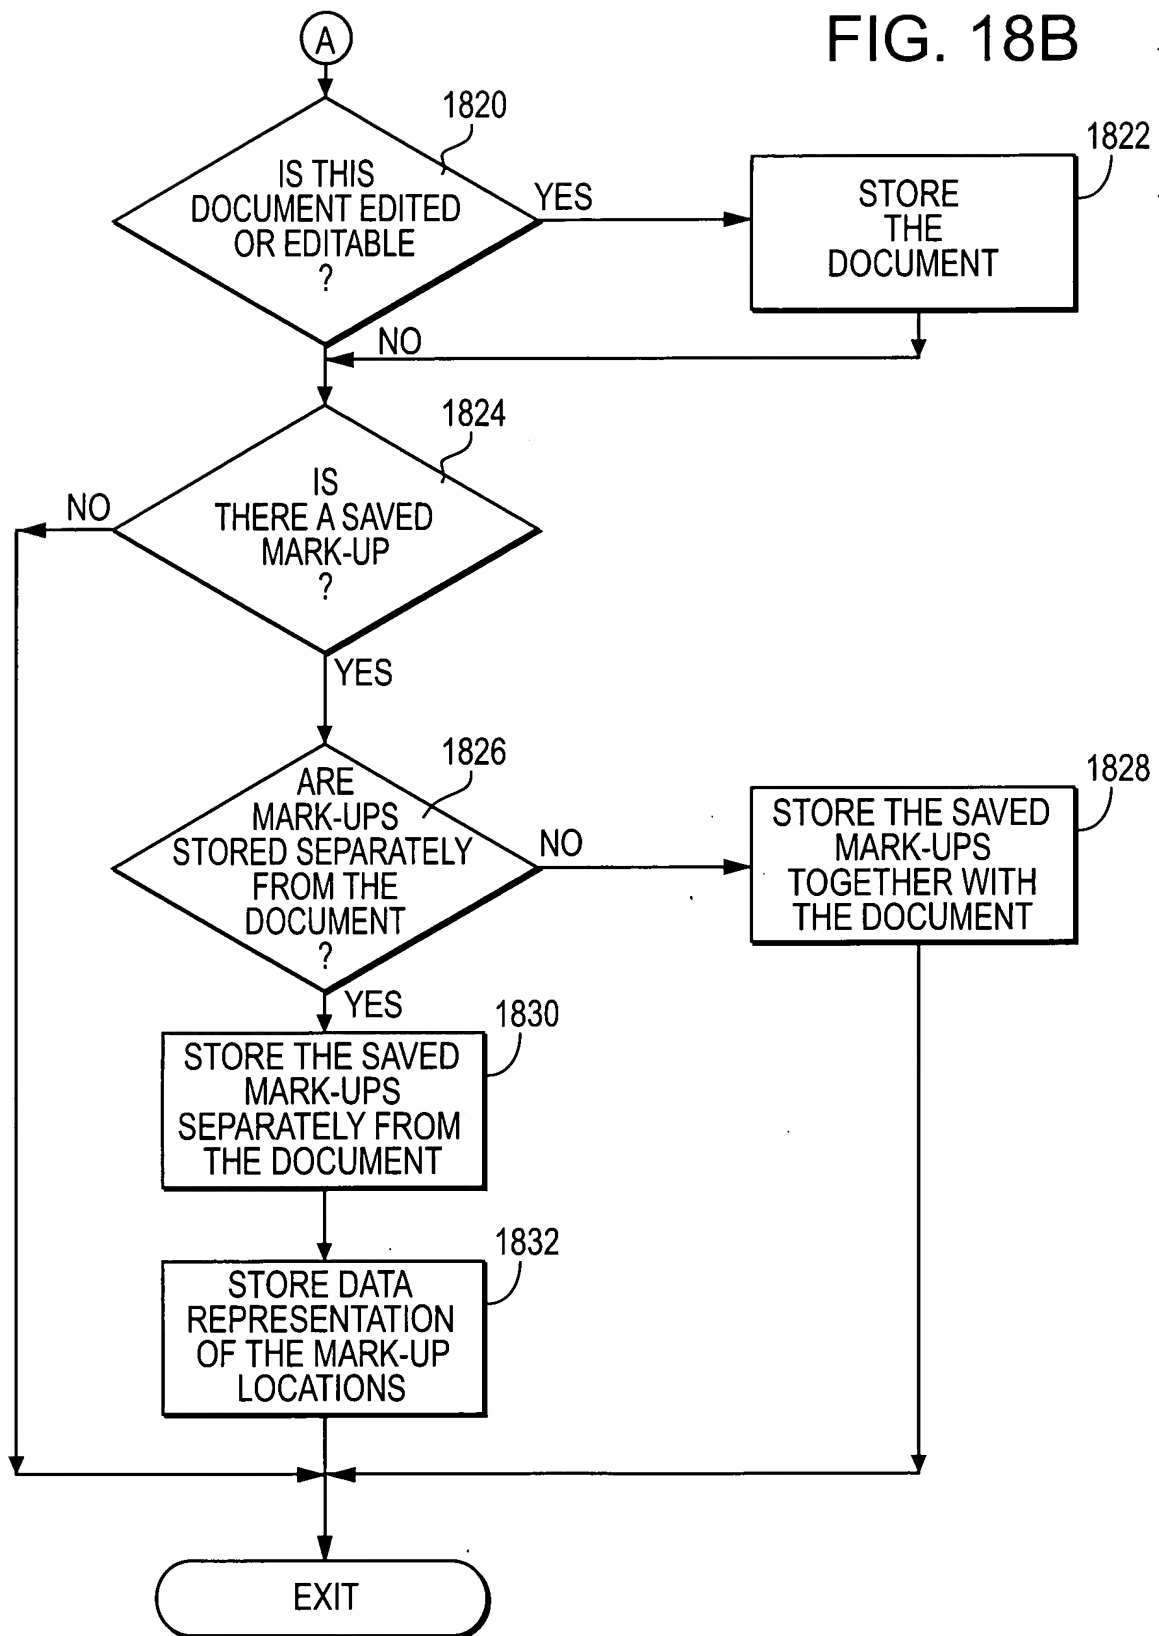 FIG. 18B
A
1820
IS THIS
DOCUMENT EDITED
OR EDITABLE
?
YES
1822
STORE
THE
DOCUMENT
NO
1824
IS
THERE A SAVED
MARK-UP
?
NO
YES
1826
ARE
MARK-UPS
STORED SEPARATELY
FROM THE
DOCUMENT
?
NO
1828
STORE THE SAVED
MARK-UPS
TOGETHER WITH
THE DOCUMENT
YES
1830
STORE THE SAVED
MARK-UPS
SEPARATELY FROM
THE DOCUMENT
1832
STORE DATA
REPRESENTATION
OF THE MARK-UP
LOCATIONS
EXIT